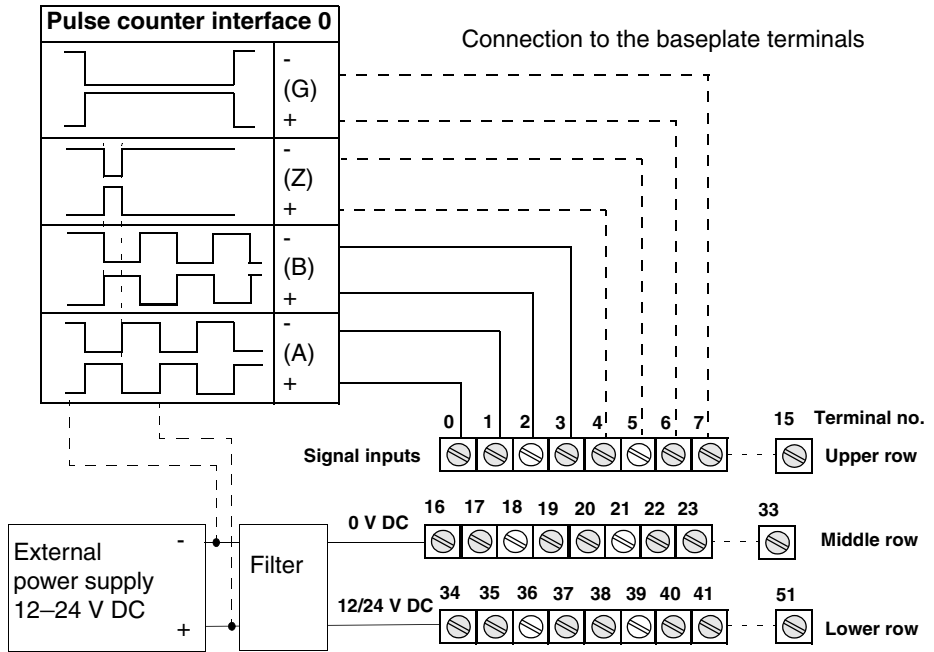 Pulse counter interface 0
Connection to the baseplate terminals
-
(G)
+
-
(Z)
+
-
(B)
+
-
(A)
+
0 1 2 3 4 5 6 7 15 Terminal no.
Signal inputs Upper row
16 17 18 19 20 21 22 23 33
0 V DC Middle row
34 35 36 37 38 39 40 41 51
12/24 V DC Lower row
External
power supply
12–24 V DC
-
+
Filter